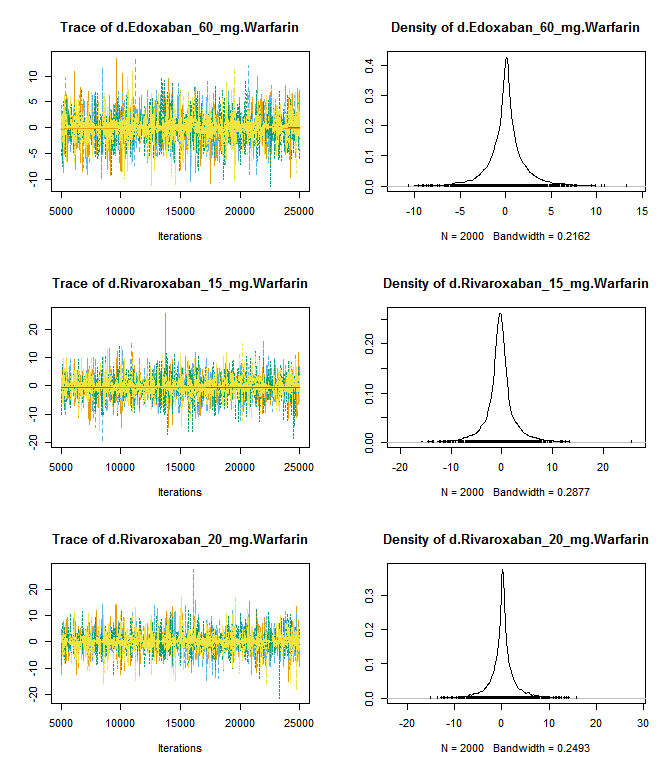 Trace of d.Edoxaban_60_mg.Warfarin
10
5
0
-5
-10
5000 10000 15000 20000 25000
Iterations
Density of d.Edoxaban_60_mg.Warfarin
0.4
0.3
0.2
0.1
0.0
-10 -5 0 5 10 15
N = 2000 Bandwidth = 0.2162
Trace of d.Rivaroxaban_15_mg.Warfarin
20
10
0
-10
-20
5000 10000 15000 20000 25000
Iterations
Density of d.Rivaroxaban_15_mg.Warfarin
0.20
0.10
0.00
-20 -10 0 10 20
N = 2000 Bandwidth = 0.2877
Trace of d.Rivaroxaban_20_mg.Warfarin
20
10
0
-10
-20
5000 10000 15000 20000 25000
Iterations
Density of d.Rivaroxaban_20_mg.Warfarin
0.3
0.2
0.1
0.0
-20 -10 0 10 20 30
N = 2000 Bandwidth = 0.2493